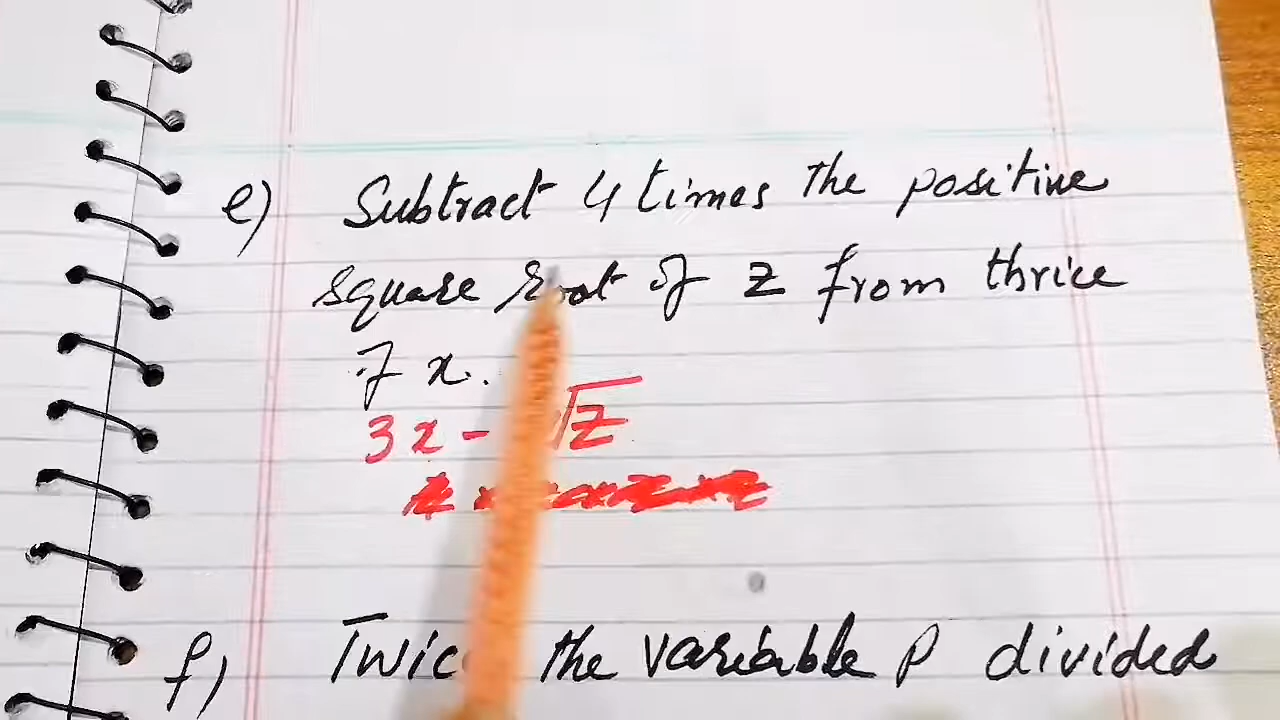 e) Subtract 4 times the positive
square root of z from thrice
of x.
3x - √z
f) Twice the variable p divided